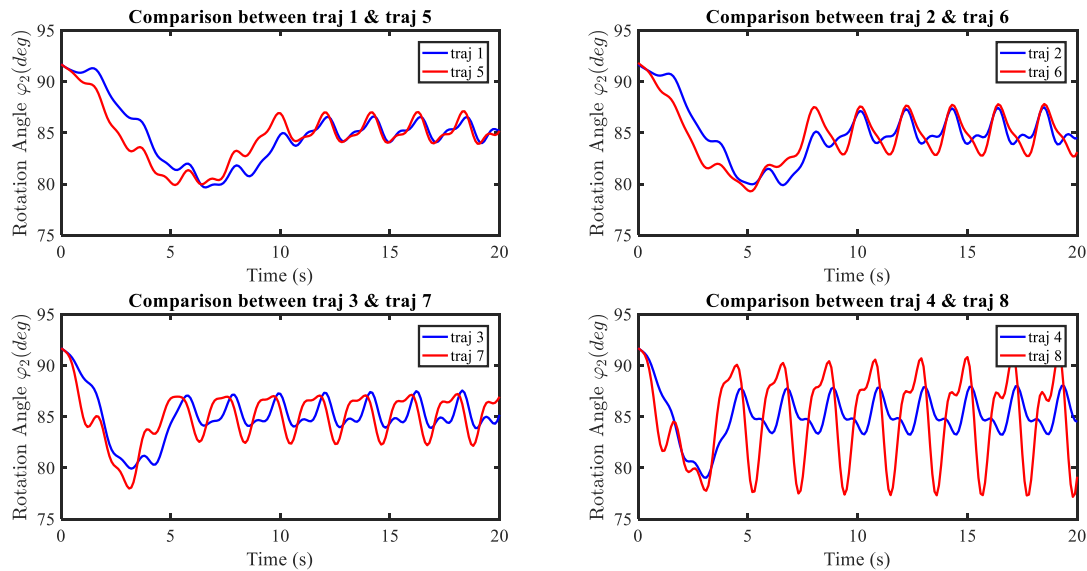 Comparison between traj 1 & traj 5
Rotation Angle φ₂(deg)
95
90
85
80
75
0
5
10
15
20
Time (s)
traj 1
traj 5
Comparison between traj 2 & traj 6
Rotation Angle φ₂(deg)
95
90
85
80
75
0
5
10
15
20
Time (s)
traj 2
traj 6
Comparison between traj 3 & traj 7
Rotation Angle φ₂(deg)
95
90
85
80
75
0
5
10
15
20
Time (s)
traj 3
traj 7
Comparison between traj 4 & traj 8
Rotation Angle φ₂(deg)
95
90
85
80
75
0
5
10
15
20
Time (s)
traj 4
traj 8